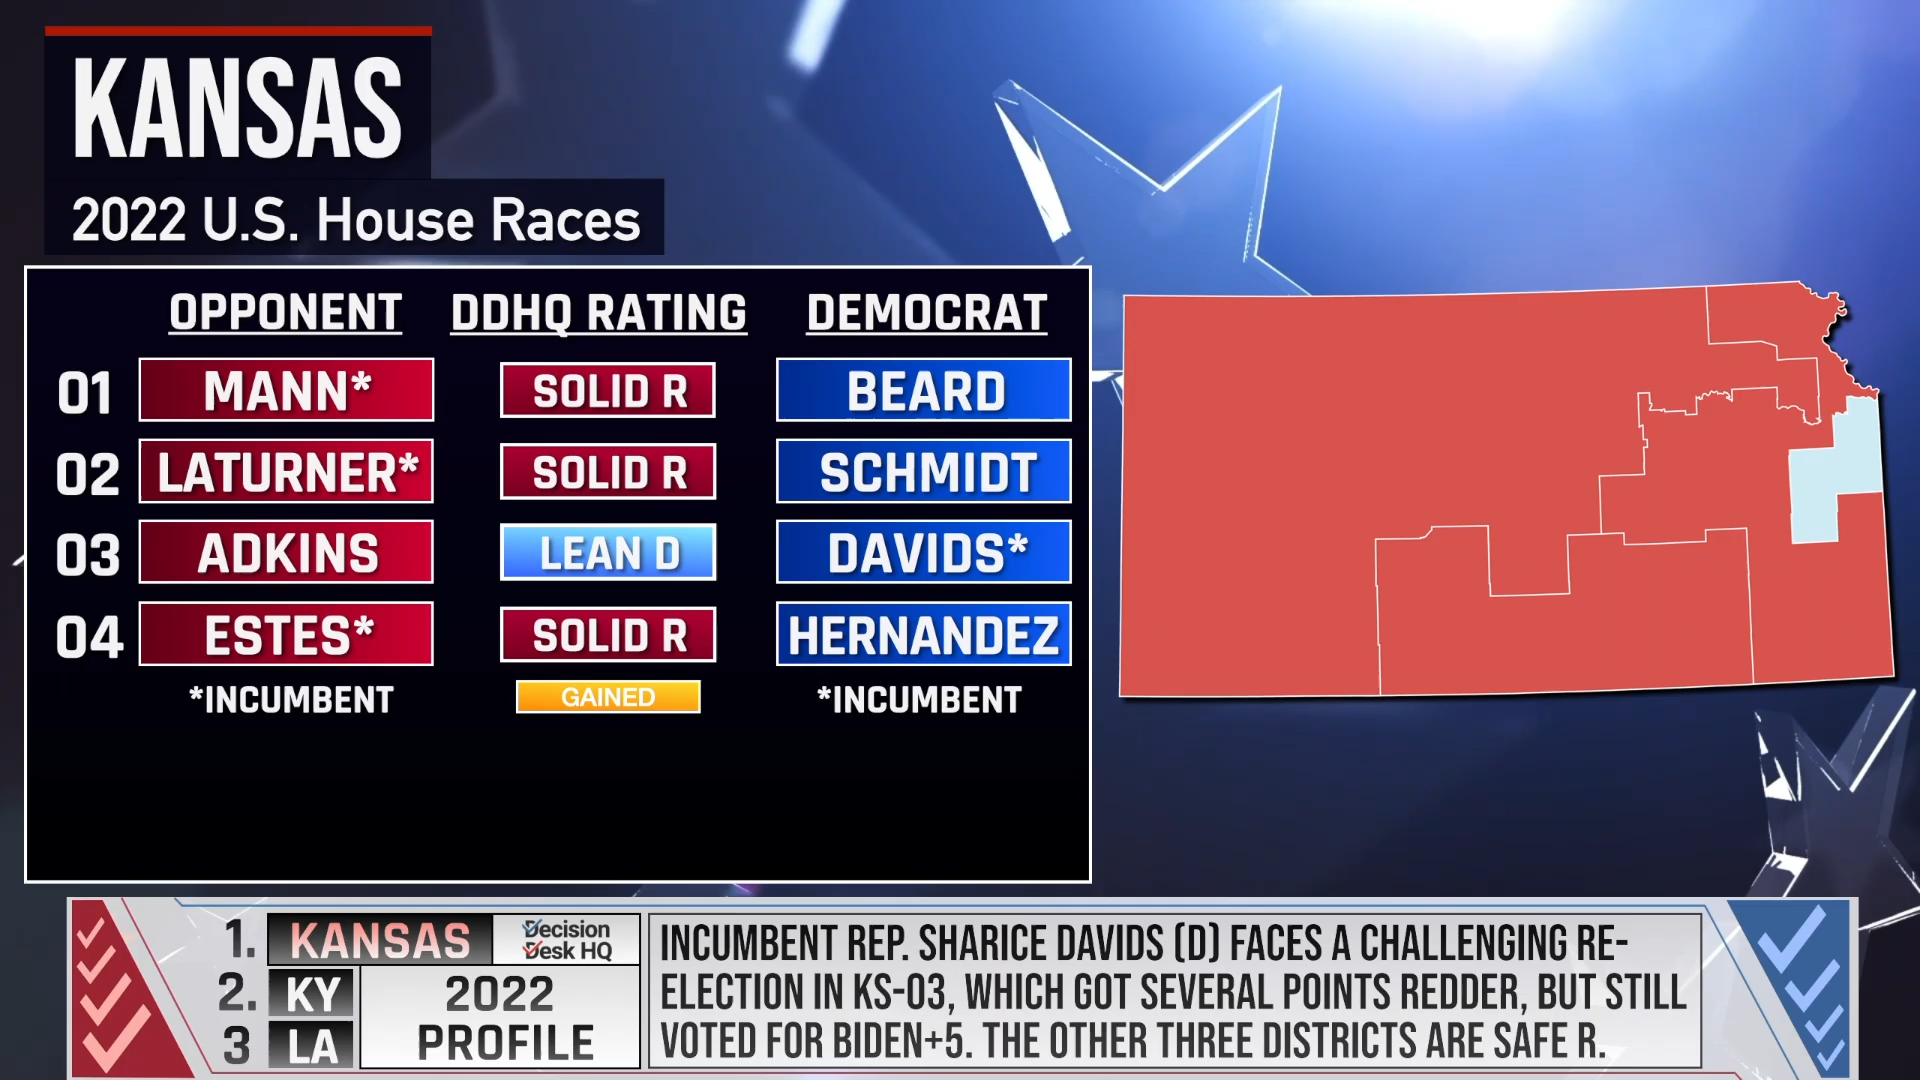 KANSAS
2022 U.S. House Races
OPPONENT DDHQ RATING DEMOCRAT
01 MANN* SOLID R BEARD
02 LATURNER* SOLID R SCHMIDT
03 ADKINS LEAN D DAVIDS*
04 ESTES* SOLID R HERNANDEZ
*INCUMBENT GAINED *INCUMBENT
1. KANSAS
Decision
Desk HQ
2. KY
3 LA
2022
PROFILE
INCUMBENT REP. SHARICE DAVIDS (D) FACES A CHALLENGING RE-
ELECTION IN KS-03, WHICH GOT SEVERAL POINTS REDDER, BUT STILL
VOTED FOR BIDEN+5. THE OTHER THREE DISTRICTS ARE SAFE R.